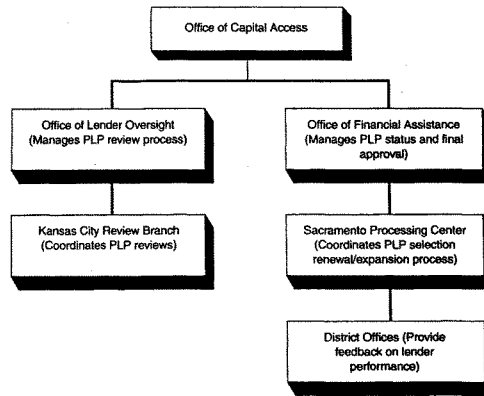 Office of Capital Access
Office of Lender Oversight
(Manages PLP review process)
Office of Financial Assistance
(Manages PLP status and final
approval)
Kansas City Review Branch
(Coordinates PLP reviews)
Sacramento Processing Center
(Coordinates PLP selection
renewal/expansion process)
District Offices (Provide
feedback on lender
performance)